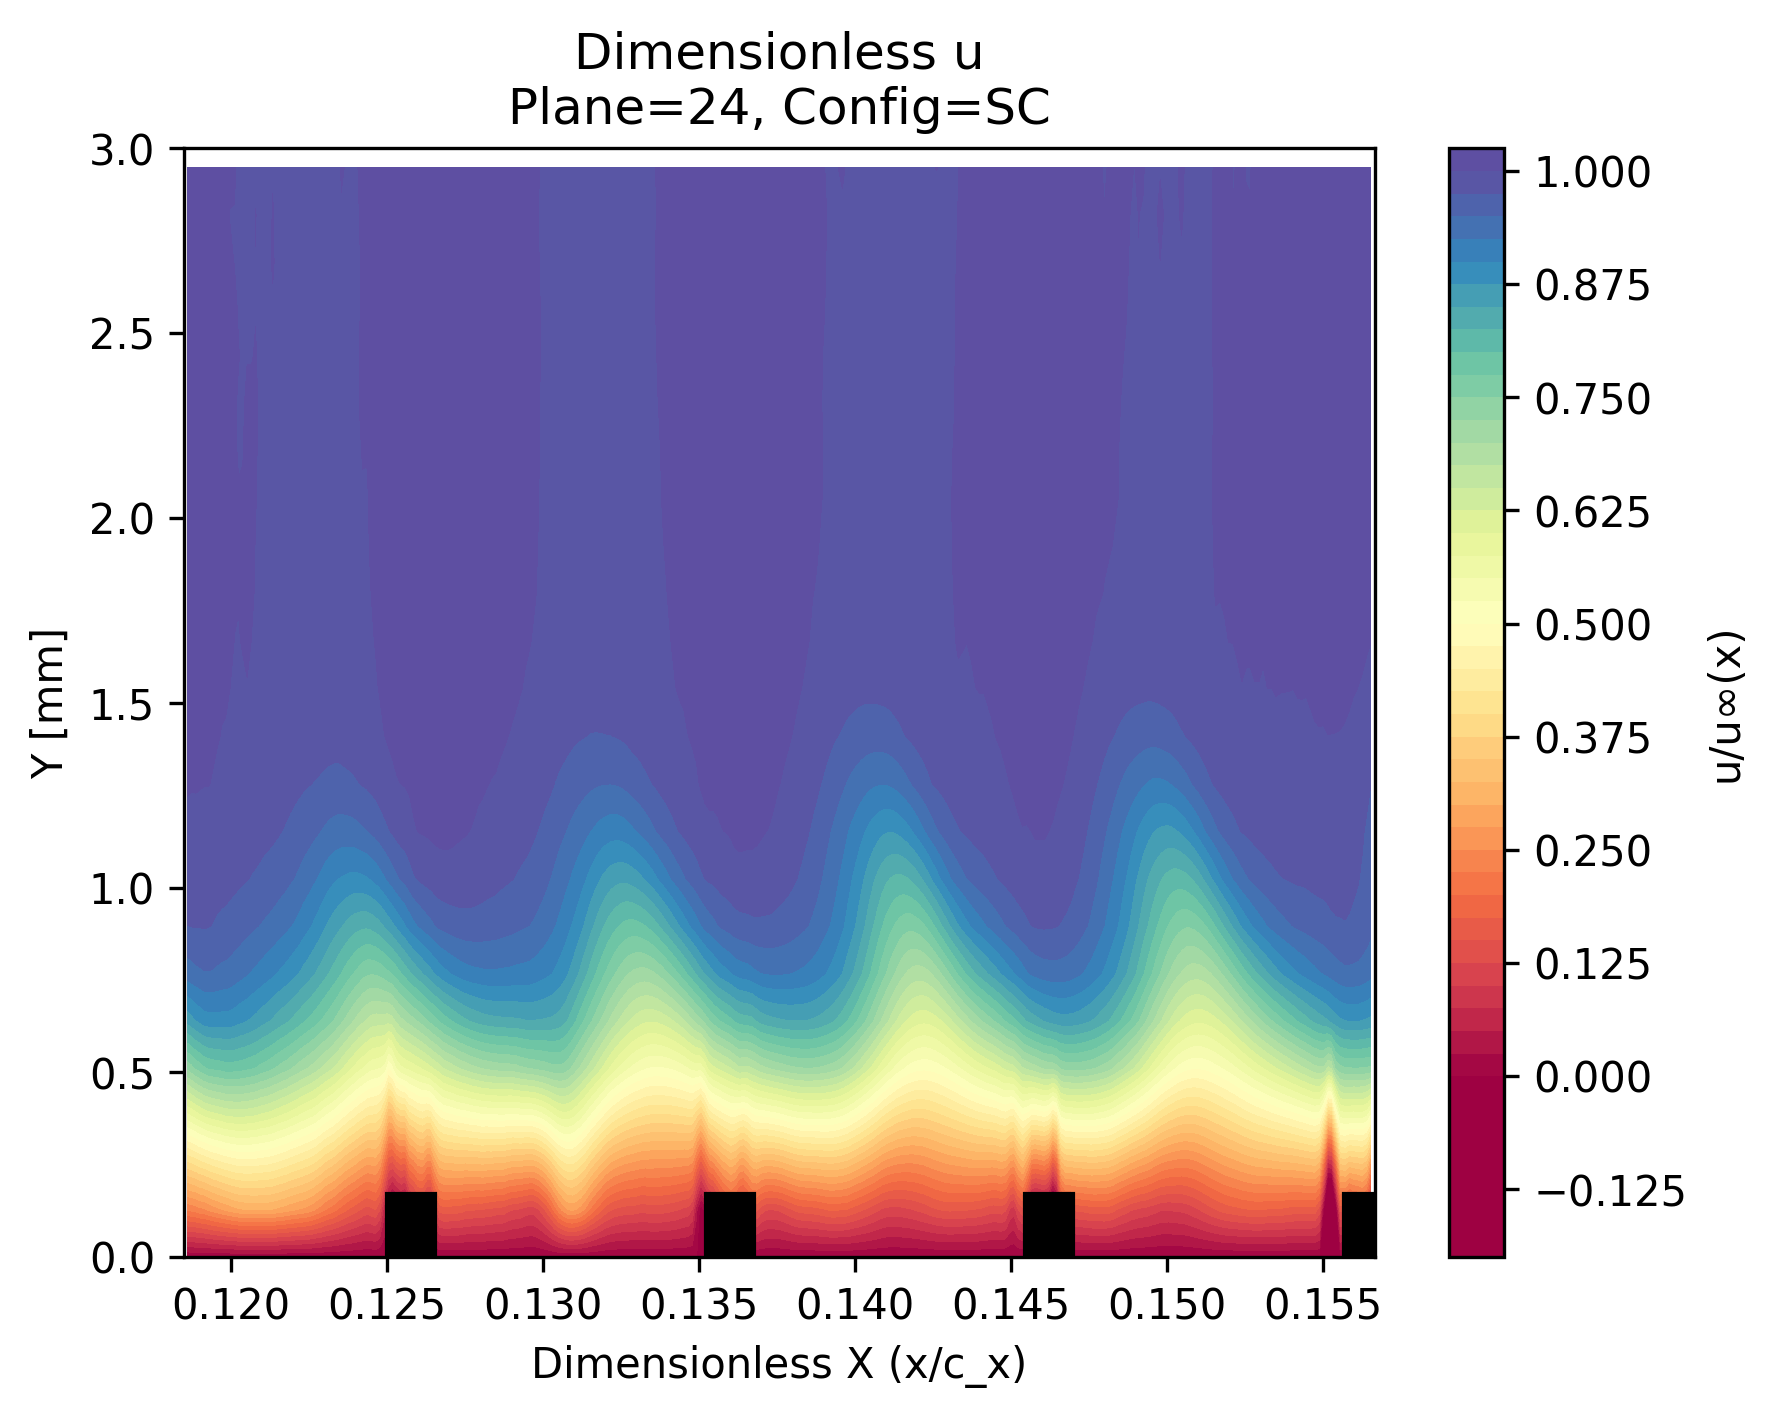 Dimensionless u
Plane=24, Config=SC
3.0
2.5
2.0
1.5
1.0
0.5
0.0
Y [mm]
0.120 0.125 0.130 0.135 0.140 0.145 0.150 0.155
Dimensionless X (x/c_x)
1.000
0.875
0.750
0.625
0.500
0.375
0.250
0.125
0.000
−0.125
u/u∞(x)